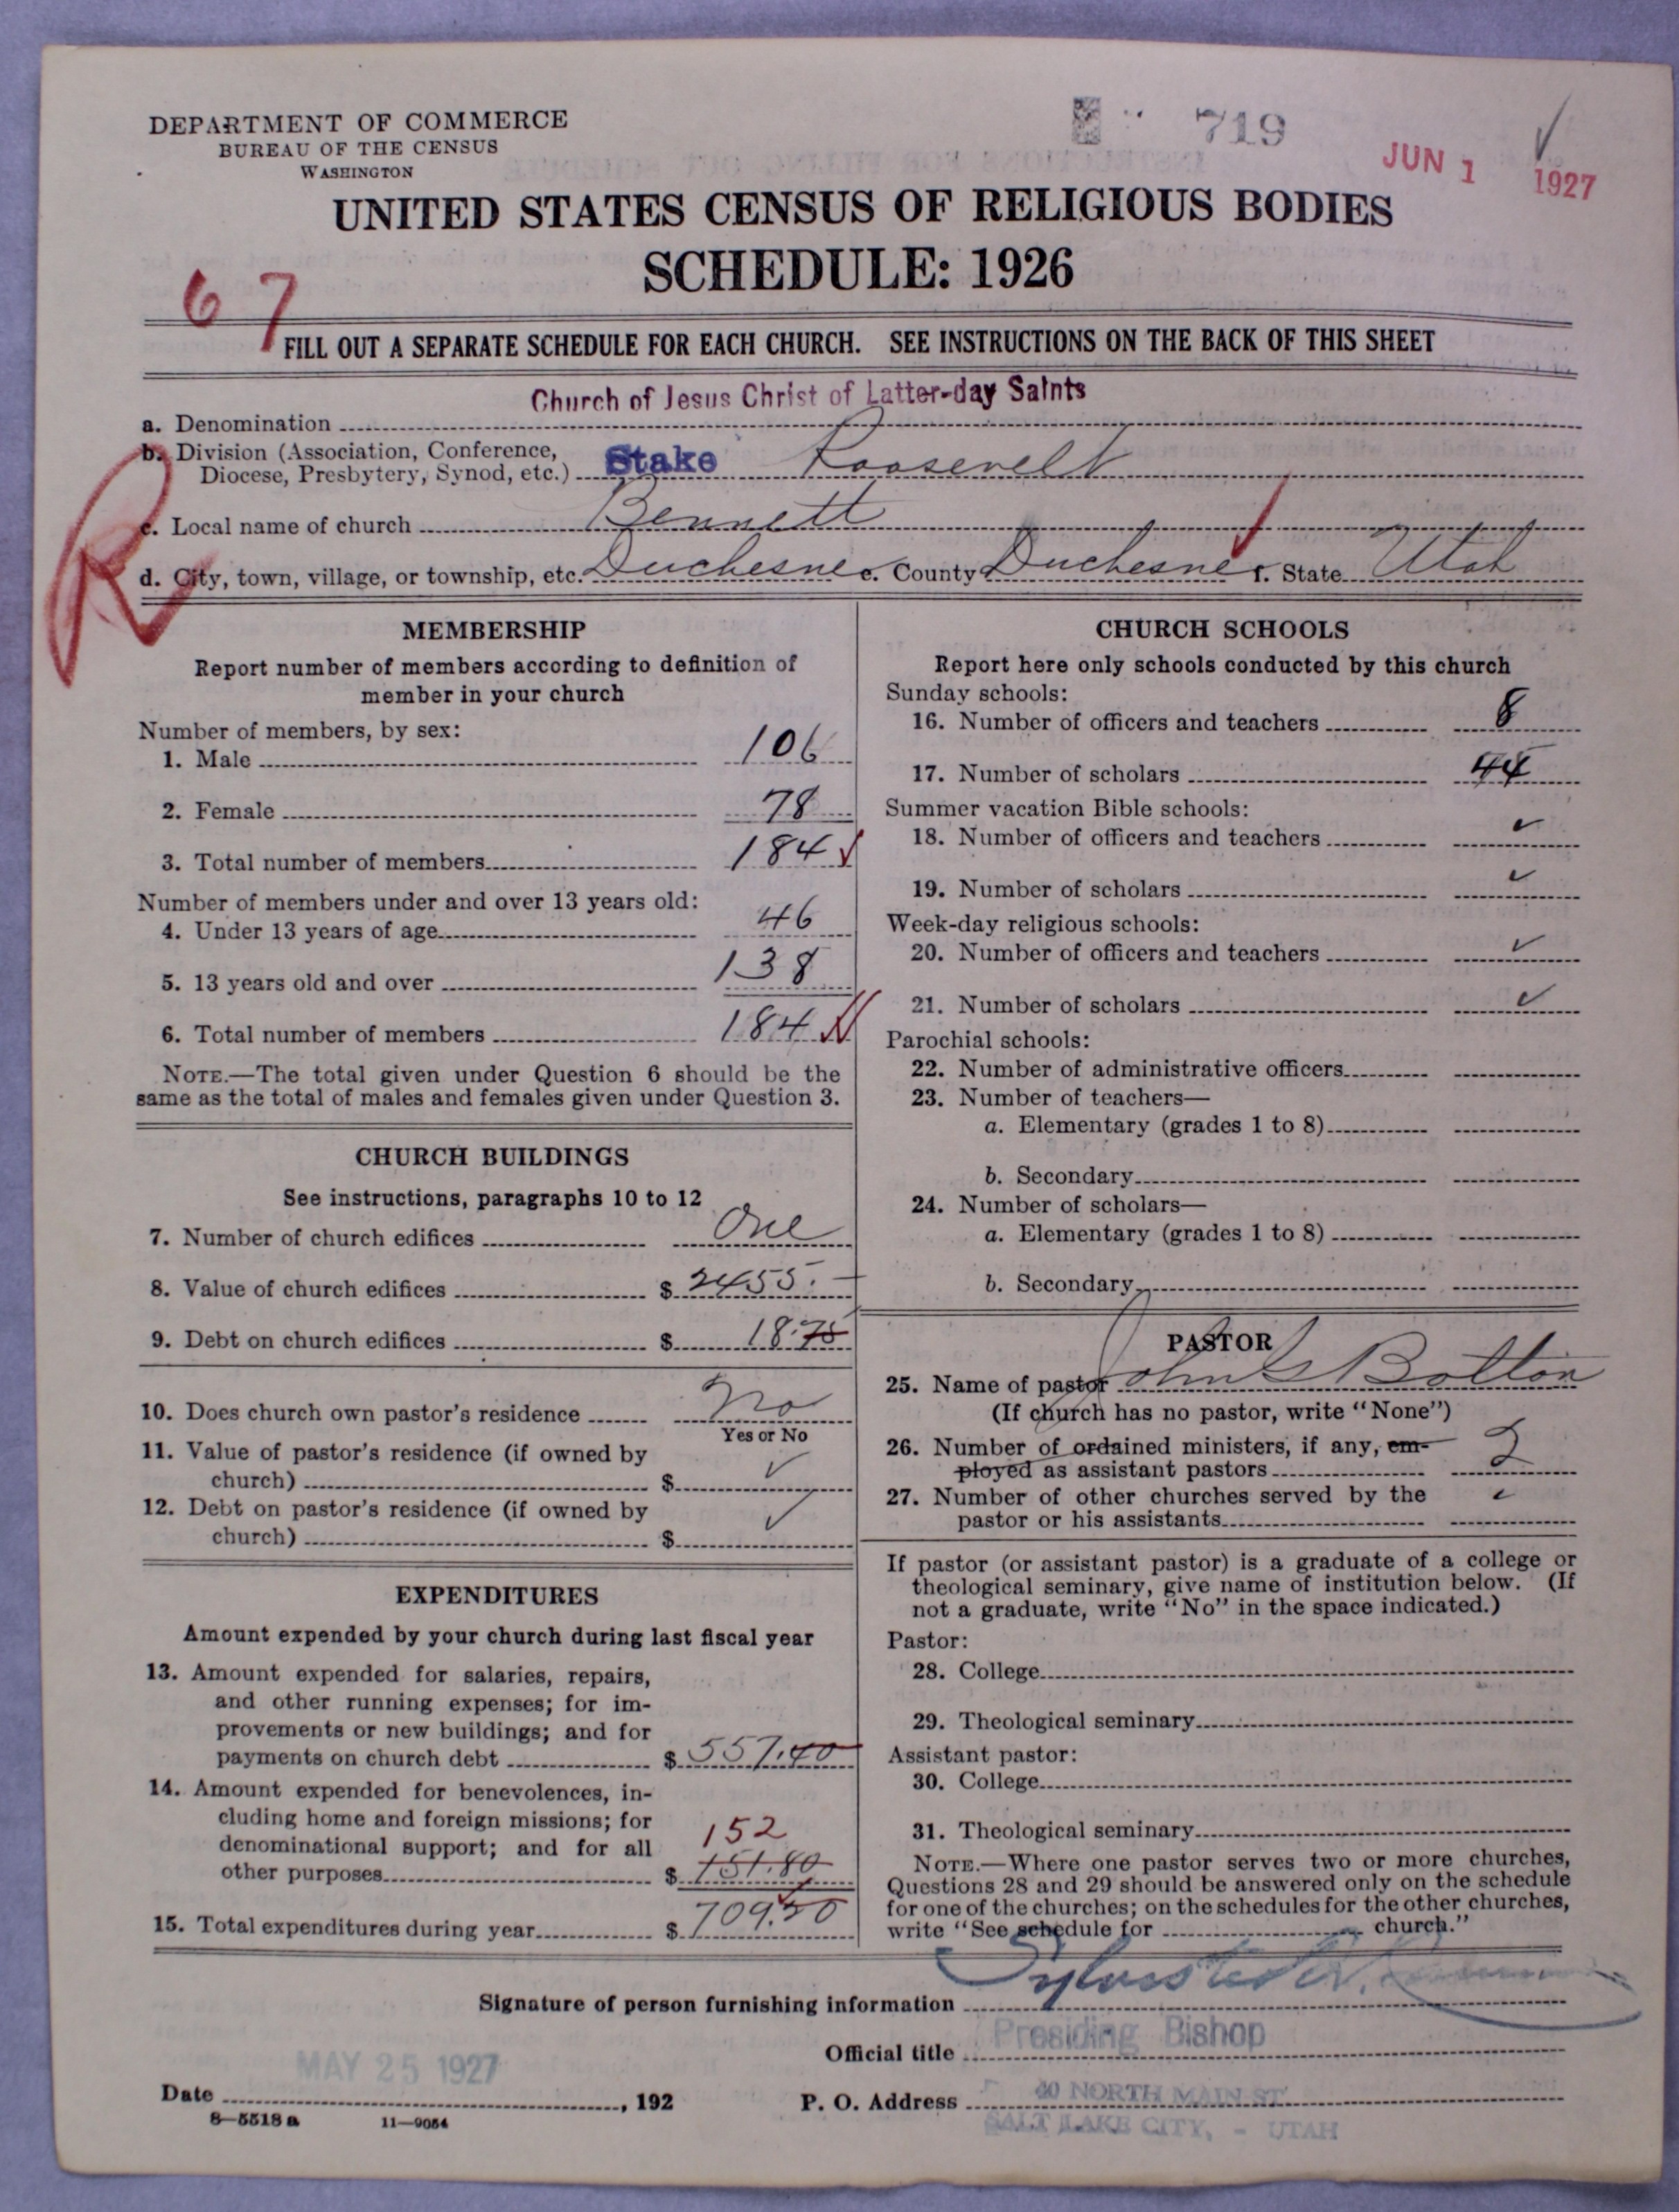 DEPARTMENT OF COMMERCE
BUREAU OF THE CENSUS
WASHINGTON
719
JUN 1 1927
UNITED STATES CENSUS OF RELIGIOUS BODIES
SCHEDULE: 1926
67
FILL OUT A SEPARATE SCHEDULE FOR EACH CHURCH. SEE INSTRUCTIONS ON THE BACK OF THIS SHEET
a. Denomination Church of Jesus Christ of Latter-day Saints
b. Division (Association, Conference,
Diocese, Presbytery, Synod, etc.) Stake Roosevelt
R
c. Local name of church Bennett
d. City, town, village, or township, etc. Duchesne e. County Duchesne f. State Utah
MEMBERSHIP
Report number of members according to definition of
member in your church
Number of members, by sex:
1. Male 106
2. Female 78
3. Total number of members 184
Number of members under and over 13 years old:
4. Under 13 years of age 46
5. 13 years old and over 138
6. Total number of members 184
NOTE.—The total given under Question 6 should be the
same as the total of males and females given under Question 3.
CHURCH BUILDINGS
See instructions, paragraphs 10 to 12
7. Number of church edifices One
8. Value of church edifices $ 2455.—
9. Debt on church edifices $ 18.75
10. Does church own pastor's residence No
Yes or No
11. Value of pastor's residence (if owned by
church) $ ✓
12. Debt on pastor's residence (if owned by
church) $ ✓
EXPENDITURES
Amount expended by your church during last fiscal year
13. Amount expended for salaries, repairs,
and other running expenses; for im-
provements or new buildings; and for
payments on church debt $ 557.40
14. Amount expended for benevolences, in-
cluding home and foreign missions; for
denominational support; and for all 152
other purposes $ 151.80
15. Total expenditures during year $ 709.20
CHURCH SCHOOLS
Report here only schools conducted by this church
Sunday schools:
16. Number of officers and teachers 8
17. Number of scholars 44
Summer vacation Bible schools:
18. Number of officers and teachers ✓
19. Number of scholars ✓
Week-day religious schools:
20. Number of officers and teachers ✓
21. Number of scholars ✓
Parochial schools:
22. Number of administrative officers
23. Number of teachers—
a. Elementary (grades 1 to 8)
b. Secondary
24. Number of scholars—
a. Elementary (grades 1 to 8)
b. Secondary
PASTOR
25. Name of pastor John G Bolton
(If church has no pastor, write "None")
26. Number of ordained ministers, if any, em-
ployed as assistant pastors 2
27. Number of other churches served by the
pastor or his assistants ✓
If pastor (or assistant pastor) is a graduate of a college or
theological seminary, give name of institution below. (If
not a graduate, write "No" in the space indicated.)
Pastor:
28. College
29. Theological seminary
Assistant pastor:
30. College
31. Theological seminary
NOTE.—Where one pastor serves two or more churches,
Questions 28 and 29 should be answered only on the schedule
for one of the churches; on the schedules for the other churches,
write "See schedule for church."
Signature of person furnishing information Sylvester Q. Cannon
Official title Presiding Bishop
MAY 25 1927
Date , 192 P. O. Address 40 NORTH MAIN ST.
SALT LAKE CITY, - UTAH
8—5518 a 11—9054